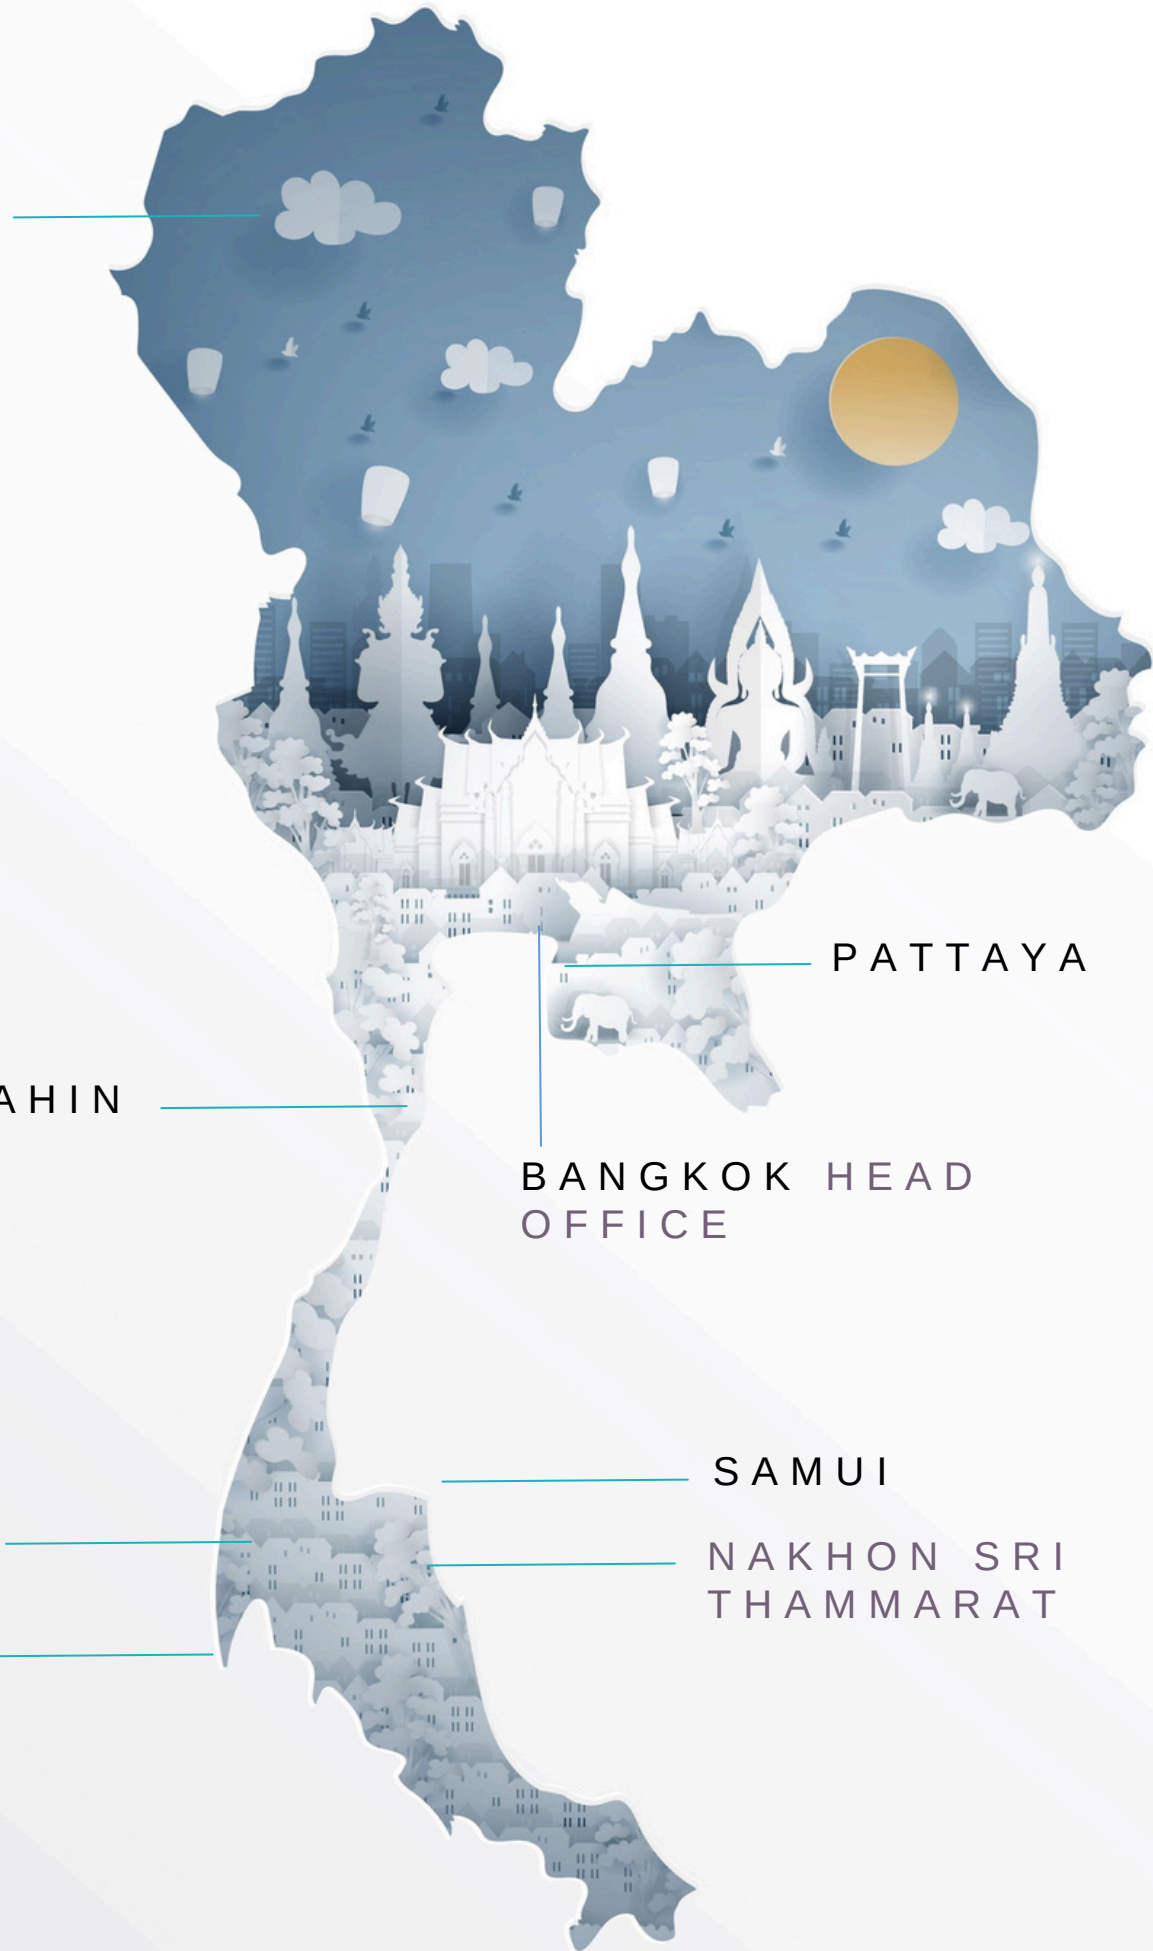 PATTAYA
AHIN
BANGKOK HEAD
OFFICE
SAMUI
NAKHON SRI
THAMMARAT